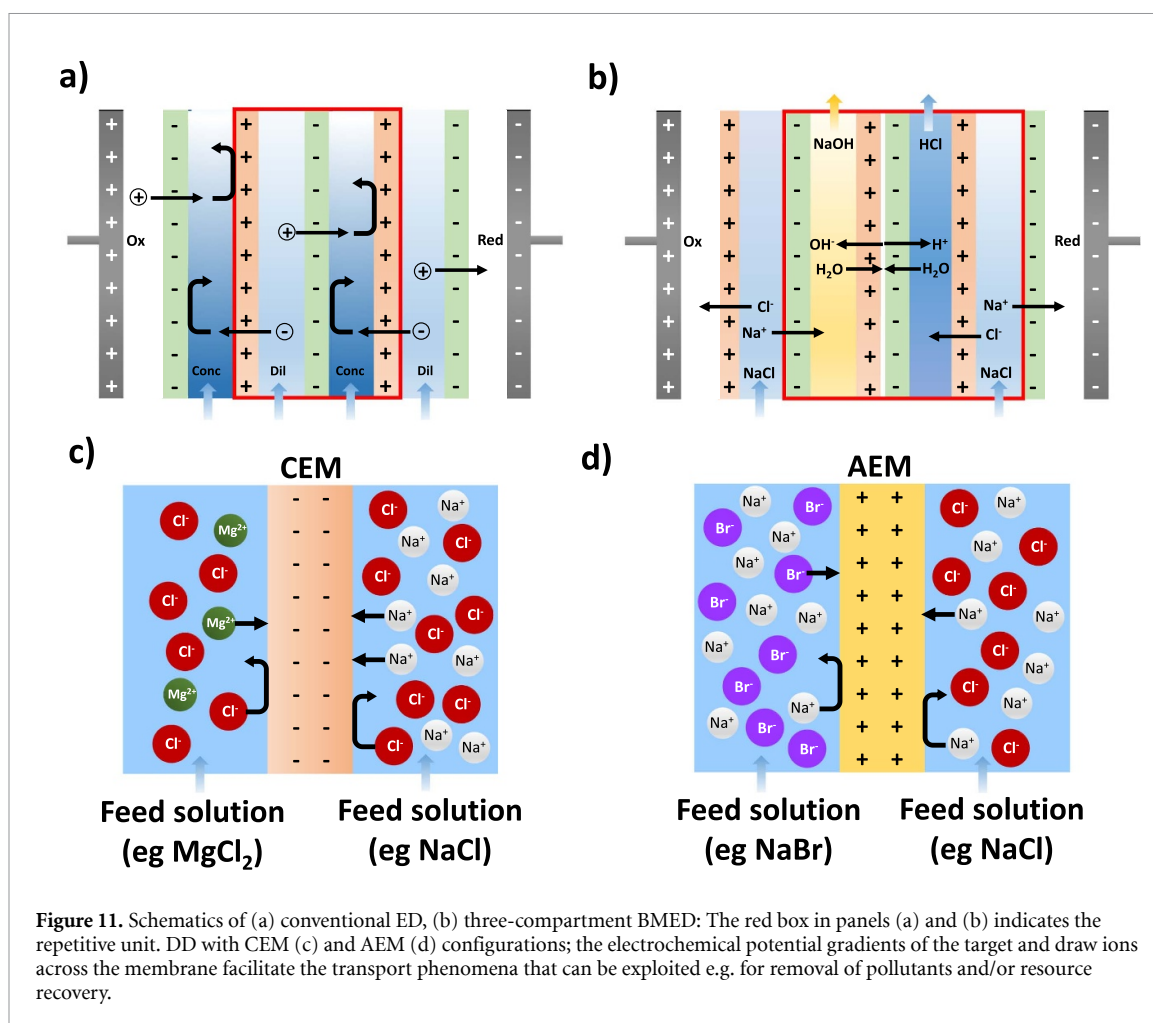 a)
Ox
Red
Conc
Dil
Conc
Dil
b)
NaOH
HCl
Ox
Red
OH⁻
H⁺
H₂O
H₂O
Cl⁻
Na⁺
Na⁺
Cl⁻
NaCl
NaCl
c)
CEM
Cl⁻
Mg²⁺
Cl⁻
Cl⁻
Mg²⁺
Cl⁻
Mg²⁺
Cl⁻
Cl⁻
Cl⁻
Na⁺
Na⁺
Cl⁻
Cl⁻
Na⁺
Na⁺
Cl⁻
Cl⁻
Na⁺
Na⁺
Cl⁻
Cl⁻
Cl⁻
Na⁺
Na⁺
Feed solution
(eg MgCl₂)
Feed solution
(eg NaCl)
d)
AEM
Na⁺
Br⁻
Br⁻
Na⁺
Na⁺
Br⁻
Br⁻
Na⁺
Na⁺
Na⁺
Br⁻
Br⁻
Na⁺
Na⁺
Br⁻
Br⁻
Cl⁻
Na⁺
Na⁺
Cl⁻
Cl⁻
Cl⁻
Na⁺
Na⁺
Cl⁻
Na⁺
Cl⁻
Na⁺
Na⁺
Cl⁻
Feed solution
(eg NaBr)
Feed solution
(eg NaCl)
Figure 11. Schematics of (a) conventional ED, (b) three-compartment BMED: The red box in panels (a) and (b) indicates the
repetitive unit. DD with CEM (c) and AEM (d) configurations; the electrochemical potential gradients of the target and draw ions
across the membrane facilitate the transport phenomena that can be exploited e.g. for removal of pollutants and/or resource
recovery.